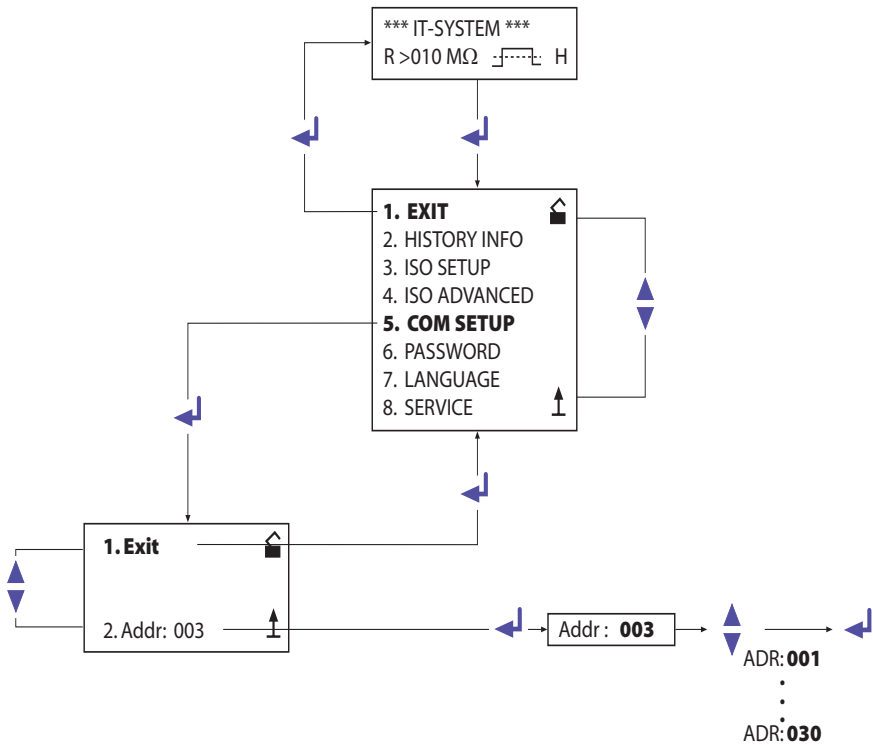 *** IT-SYSTEM ***
R >010 MΩ H
1. EXIT
2. HISTORY INFO
3. ISO SETUP
4. ISO ADVANCED
5. COM SETUP
6. PASSWORD
7. LANGUAGE
8. SERVICE
1. Exit
2. Addr: 003
Addr : 003
ADR: 001
ADR: 030